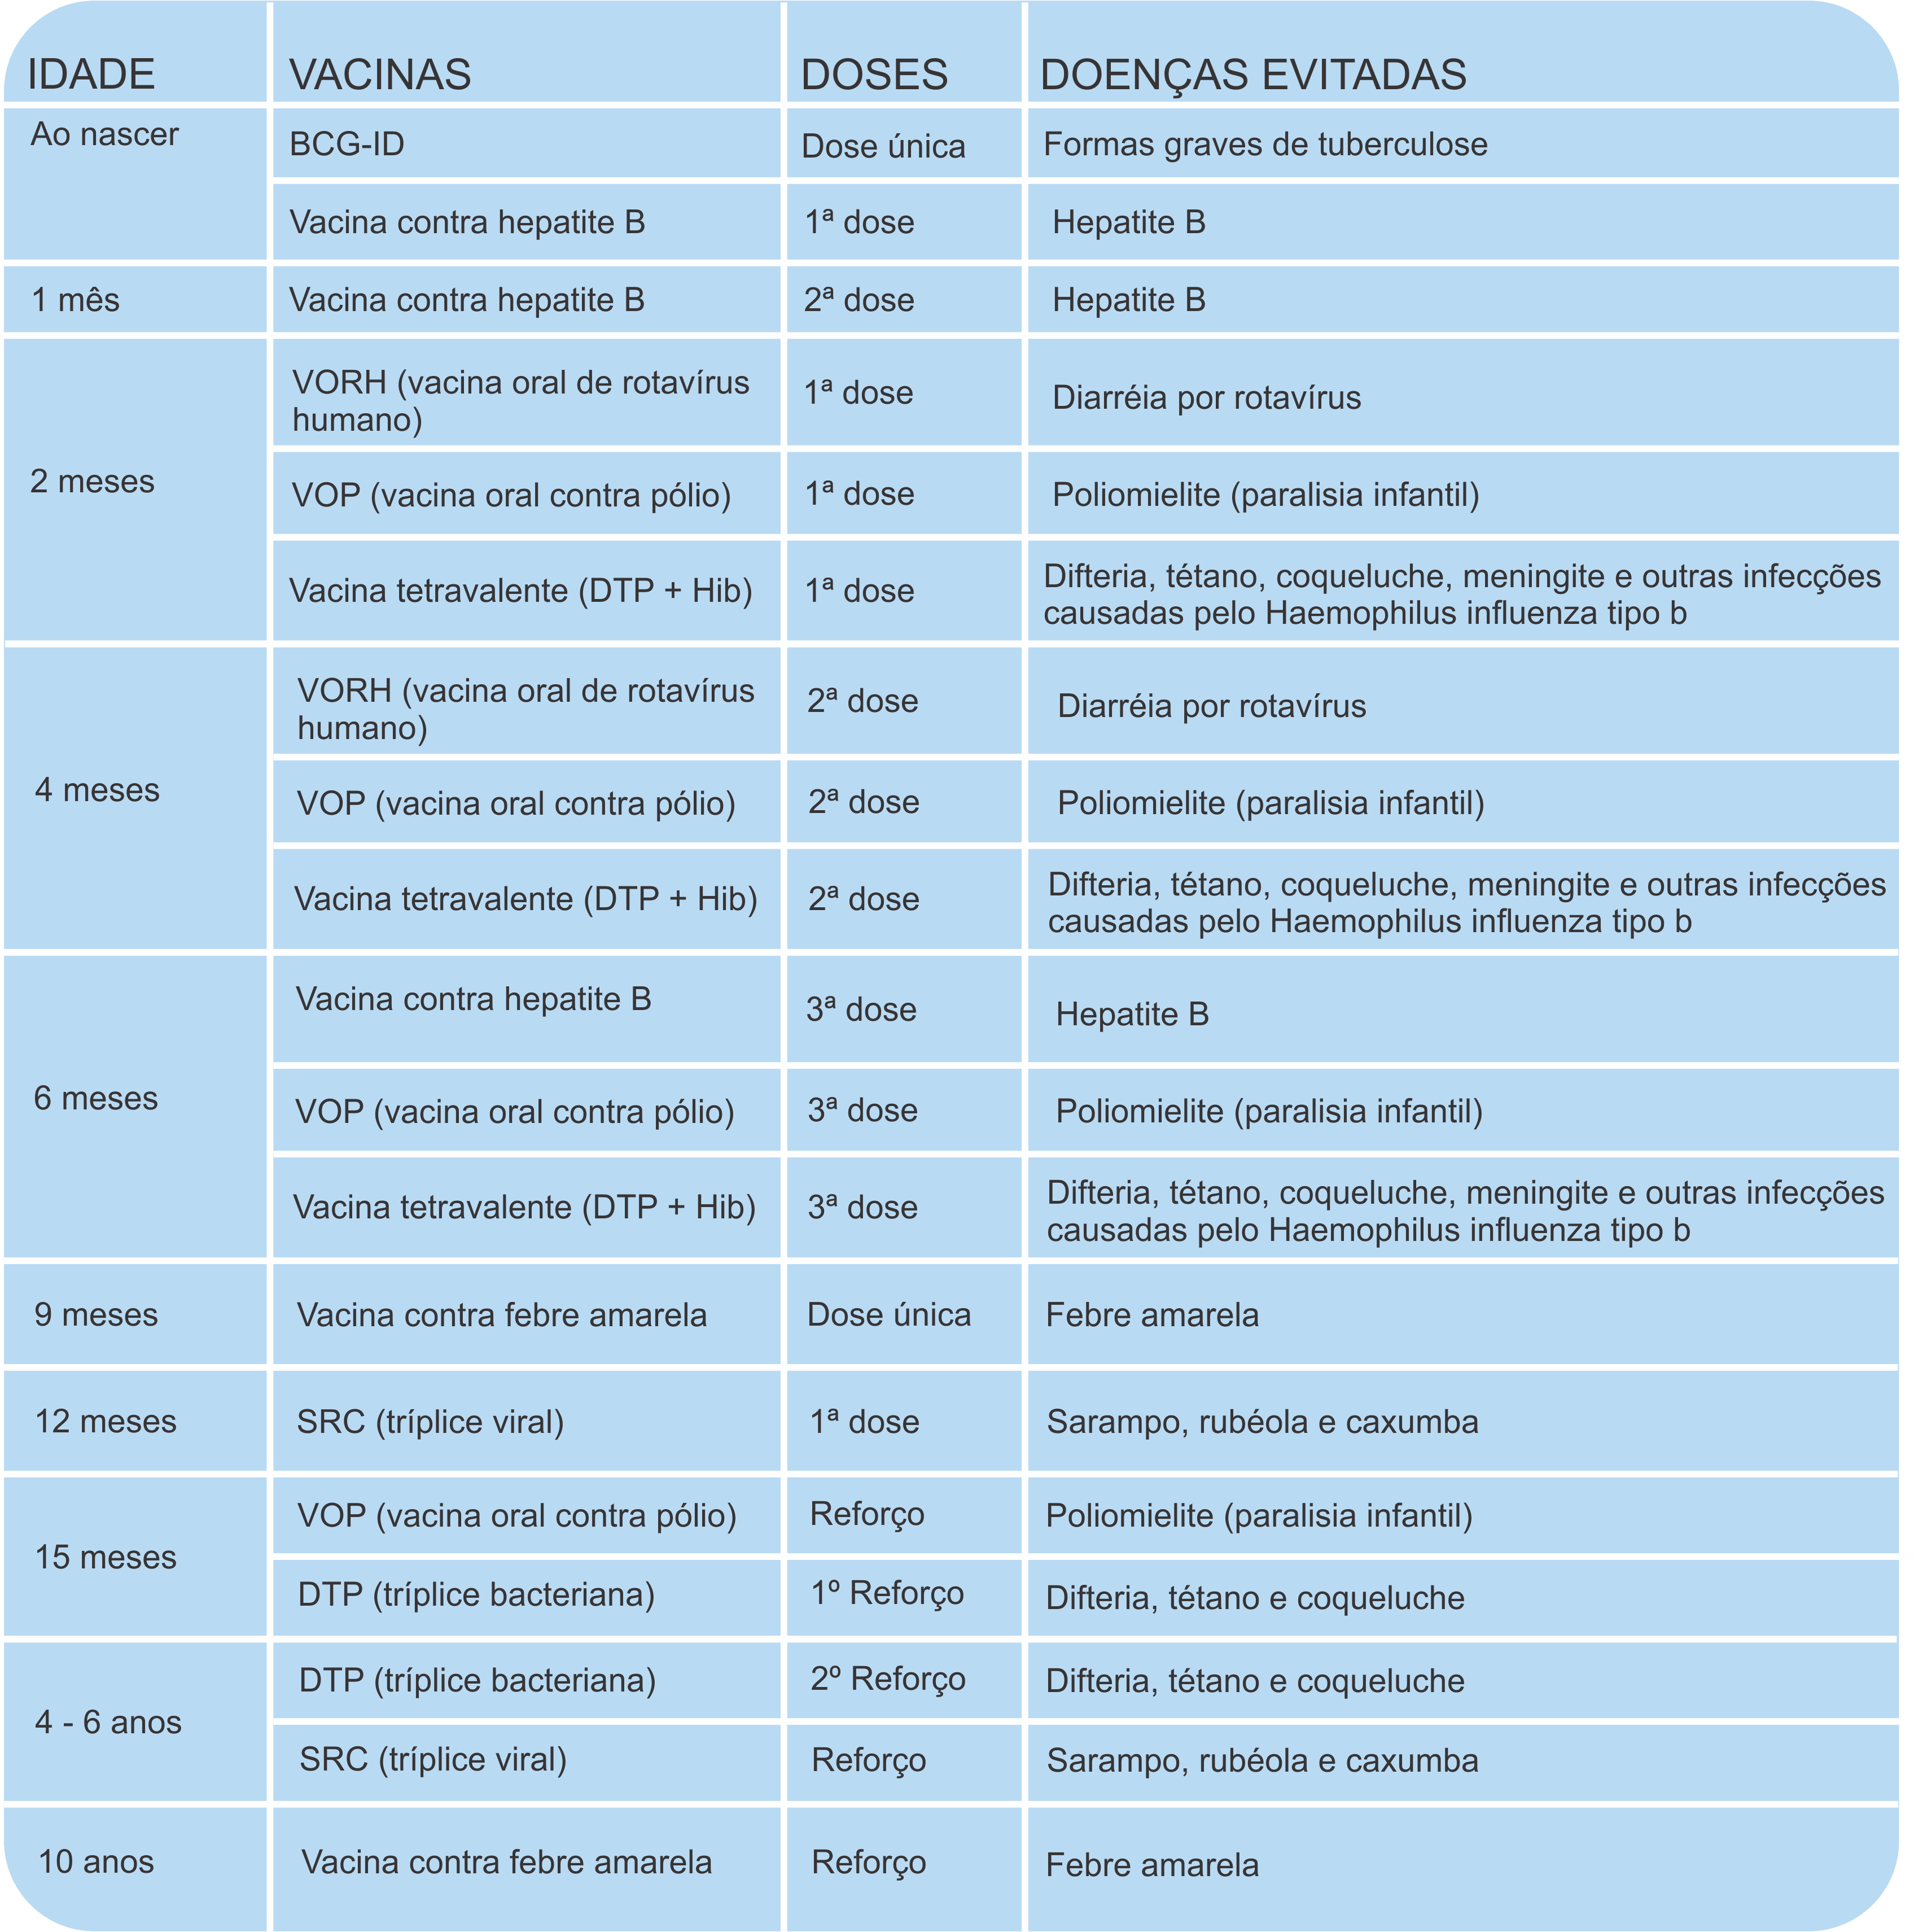 IDADE VACINAS DOSES DOENÇAS EVITADAS
Ao nascer BCG-ID Dose única Formas graves de tuberculose
Vacina contra hepatite B 1ª dose Hepatite B
1 mês Vacina contra hepatite B 2ª dose Hepatite B
2 meses
VORH (vacina oral de rotavírus
humano)
1ª dose Diarréia por rotavírus
VOP (vacina oral contra pólio) 1ª dose Poliomielite (paralisia infantil)
Vacina tetravalente (DTP + Hib) 1ª dose
Difteria, tétano, coqueluche, meningite e outras infecções
causadas pelo Haemophilus influenza tipo b
4 meses
VORH (vacina oral de rotavírus
humano)
2ª dose Diarréia por rotavírus
VOP (vacina oral contra pólio) 2ª dose Poliomielite (paralisia infantil)
Vacina tetravalente (DTP + Hib) 2ª dose
Difteria, tétano, coqueluche, meningite e outras infecções
causadas pelo Haemophilus influenza tipo b
6 meses
Vacina contra hepatite B 3ª dose Hepatite B
VOP (vacina oral contra pólio) 3ª dose Poliomielite (paralisia infantil)
Vacina tetravalente (DTP + Hib) 3ª dose
Difteria, tétano, coqueluche, meningite e outras infecções
causadas pelo Haemophilus influenza tipo b
9 meses Vacina contra febre amarela Dose única Febre amarela
12 meses SRC (tríplice viral) 1ª dose Sarampo, rubéola e caxumba
15 meses
VOP (vacina oral contra pólio) Reforço Poliomielite (paralisia infantil)
DTP (tríplice bacteriana) 1º Reforço Difteria, tétano e coqueluche
4 - 6 anos
DTP (tríplice bacteriana) 2º Reforço Difteria, tétano e coqueluche
SRC (tríplice viral) Reforço Sarampo, rubéola e caxumba
10 anos Vacina contra febre amarela Reforço Febre amarela